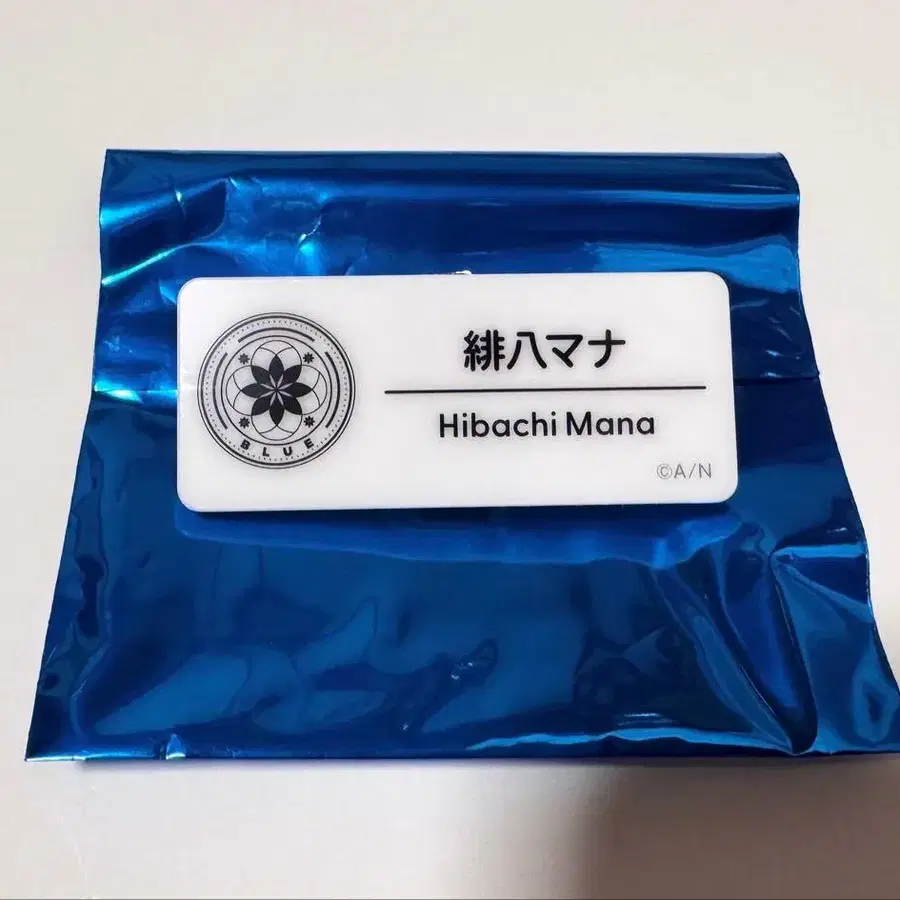 緋八マナ
Hibachi Mana
BLUE
©A/N